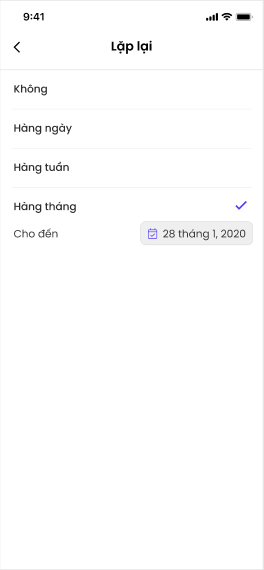 9:41
Lặp lại
Không
Hàng ngày
Hàng tuần
Hàng tháng
Cho đến
28 tháng 1, 2020